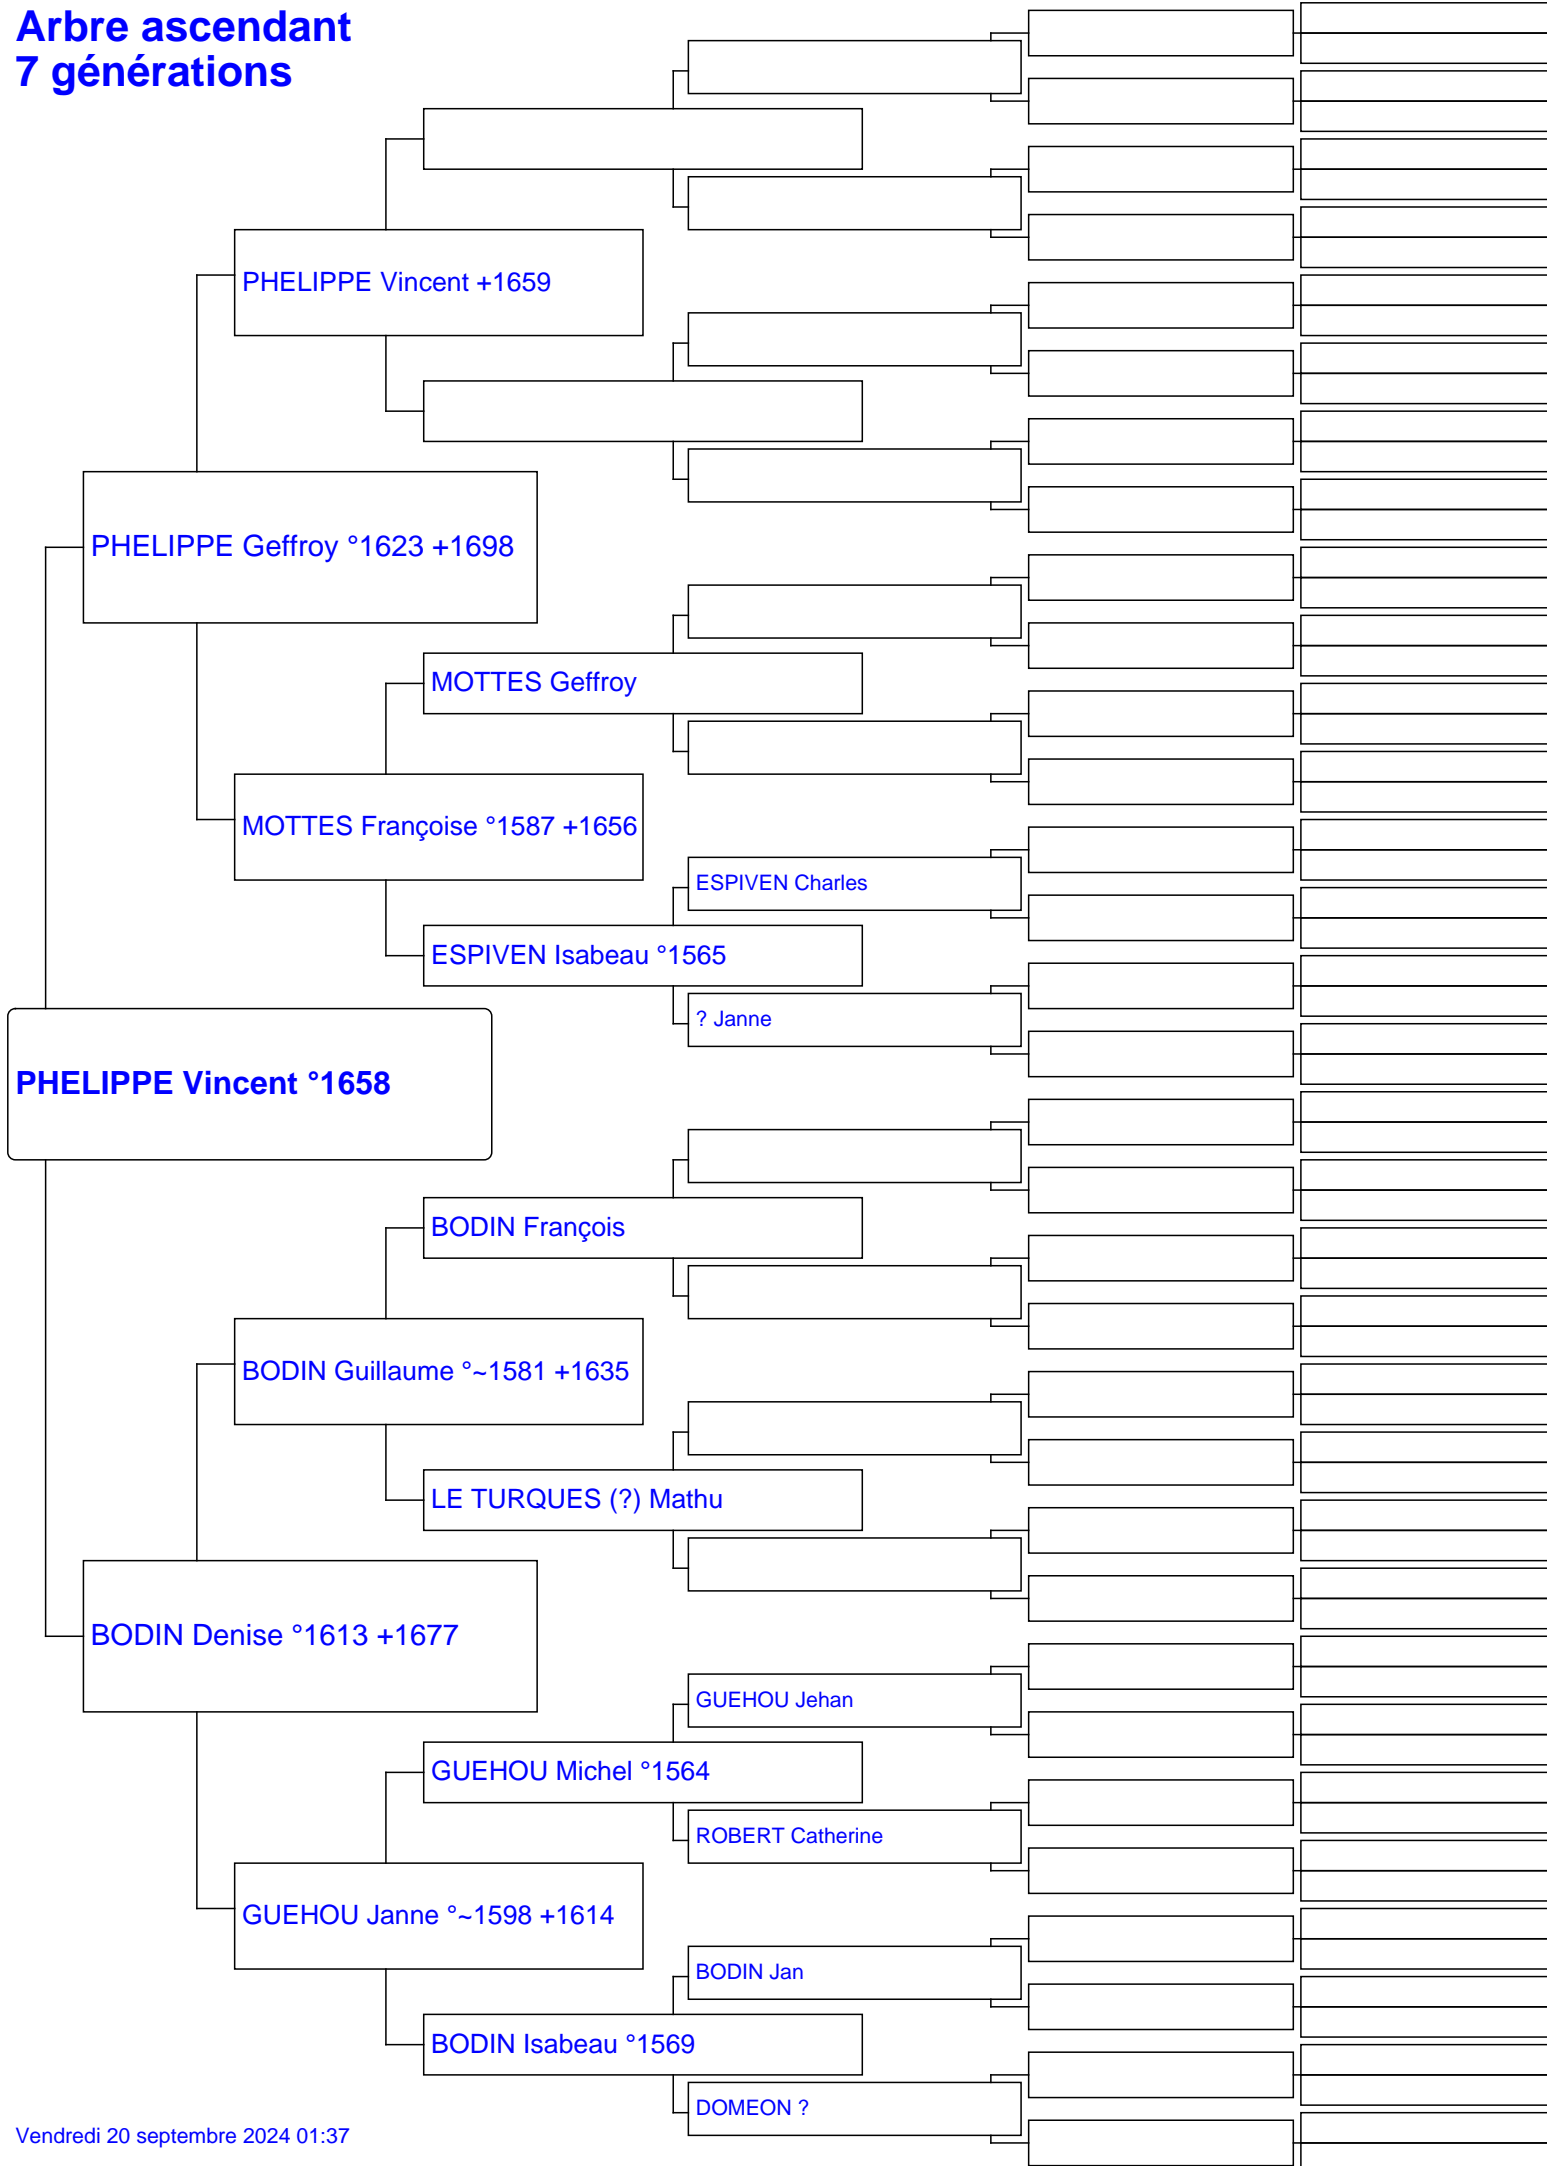 Arbre ascendant
7 générations
PHELIPPE Vincent +1659
PHELIPPE Geffroy °1623 +1698
MOTTES Geffroy
MOTTES Françoise °1587 +1656
ESPIVEN Charles
ESPIVEN Isabeau °1565
? Janne
PHELIPPE Vincent °1658
BODIN François
BODIN Guillaume °~1581 +1635
LE TURQUES (?) Mathu
BODIN Denise °1613 +1677
GUEHOU Jehan
GUEHOU Michel °1564
ROBERT Catherine
GUEHOU Janne °~1598 +1614
BODIN Jan
BODIN Isabeau °1569
DOMEON ?
Vendredi 20 septembre 2024 01:37